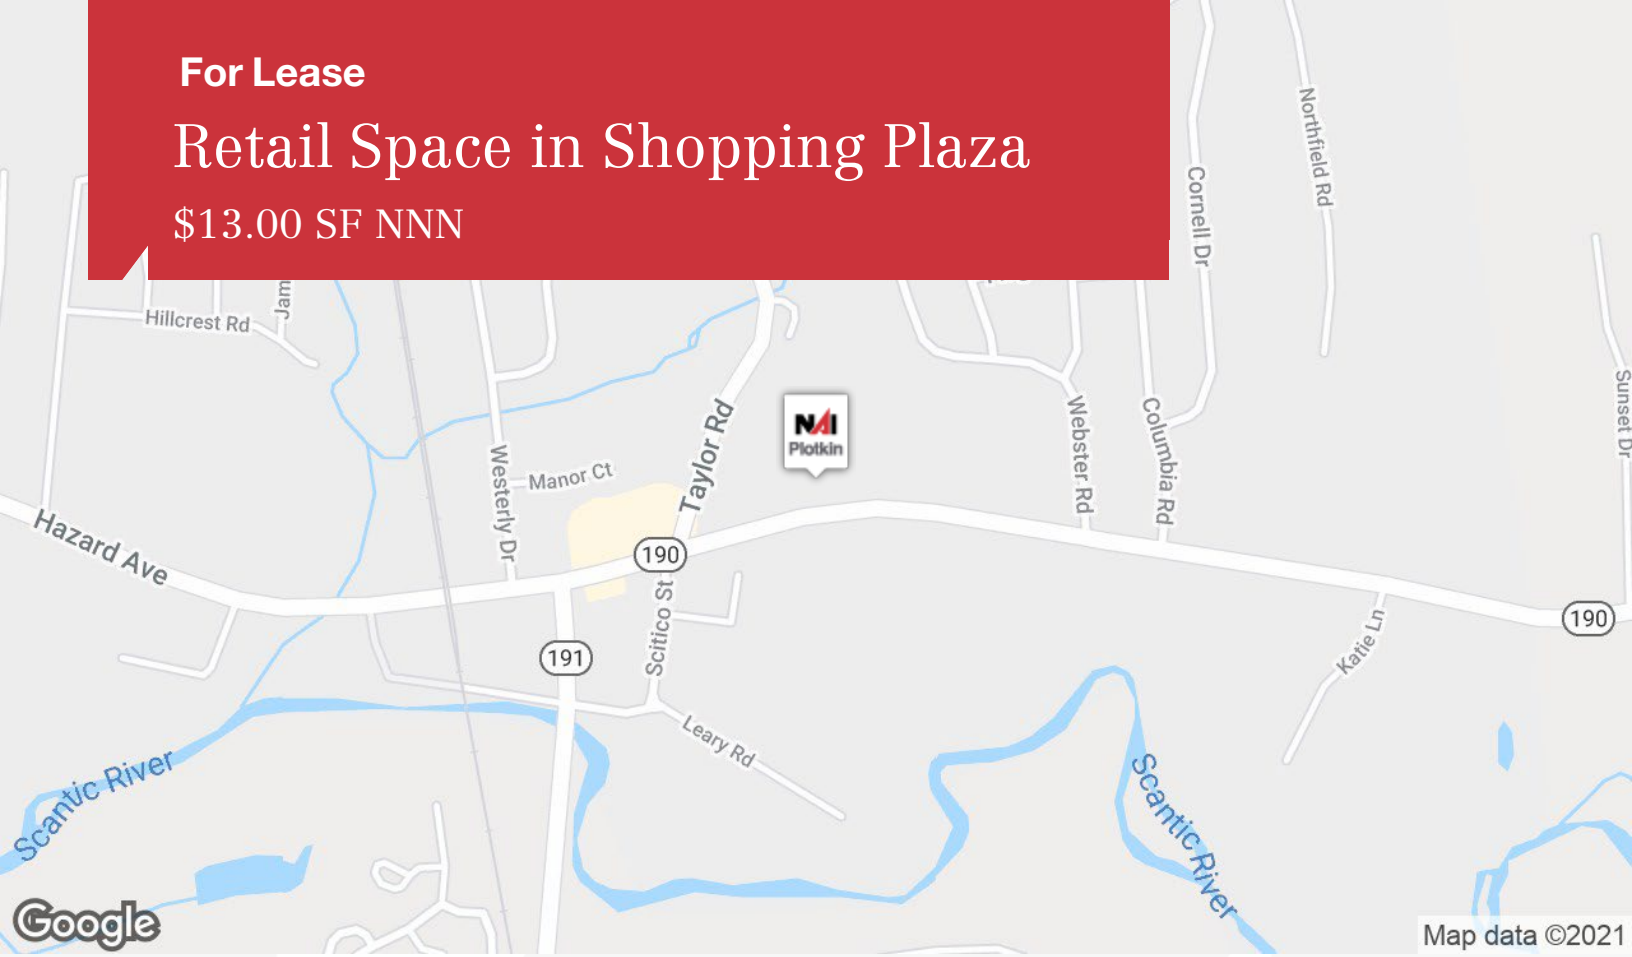 For Lease
Retail Space in Shopping Plaza
$13.00 SF NNN
Northfield Rd
Cornell Dr
Jam
Hillcrest Rd
Sunset Dr
NAI
Plotkin
Taylor Rd
Webster Rd
Columbia Rd
Westerly Dr
Manor Ct
Hazard Ave
190
Scitico St
190
Katie Ln
191
Leary Rd
Scantic River
Scantic River
Google
Map data ©2021